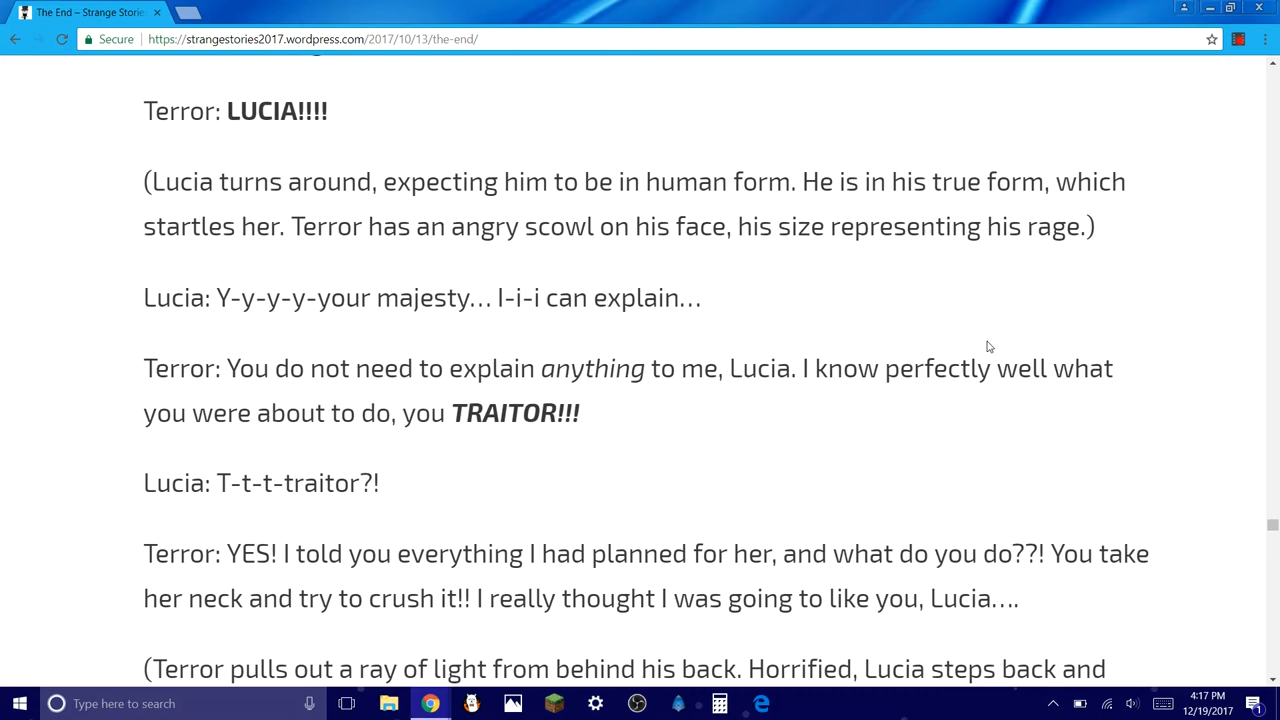 The End – Strange Storie
Secure
https://strangestories2017.wordpress.com/2017/10/13/the-end/
Terror: LUCIA!!!!
(Lucia turns around, expecting him to be in human form. He is in his true form, which
startles her. Terror has an angry scowl on his face, his size representing his rage.)
Lucia: Y-y-y-y-your majesty… I-i-i can explain…
Terror: You do not need to explain anything to me, Lucia. I know perfectly well what
you were about to do, you TRAITOR!!!
Lucia: T-t-t-traitor?!
Terror: YES! I told you everything I had planned for her, and what do you do??! You take
her neck and try to crush it!! I really thought I was going to like you, Lucia….
(Terror pulls out a ray of light from behind his back. Horrified, Lucia steps back and
Type here to search
4:17 PM
12/19/2017
1